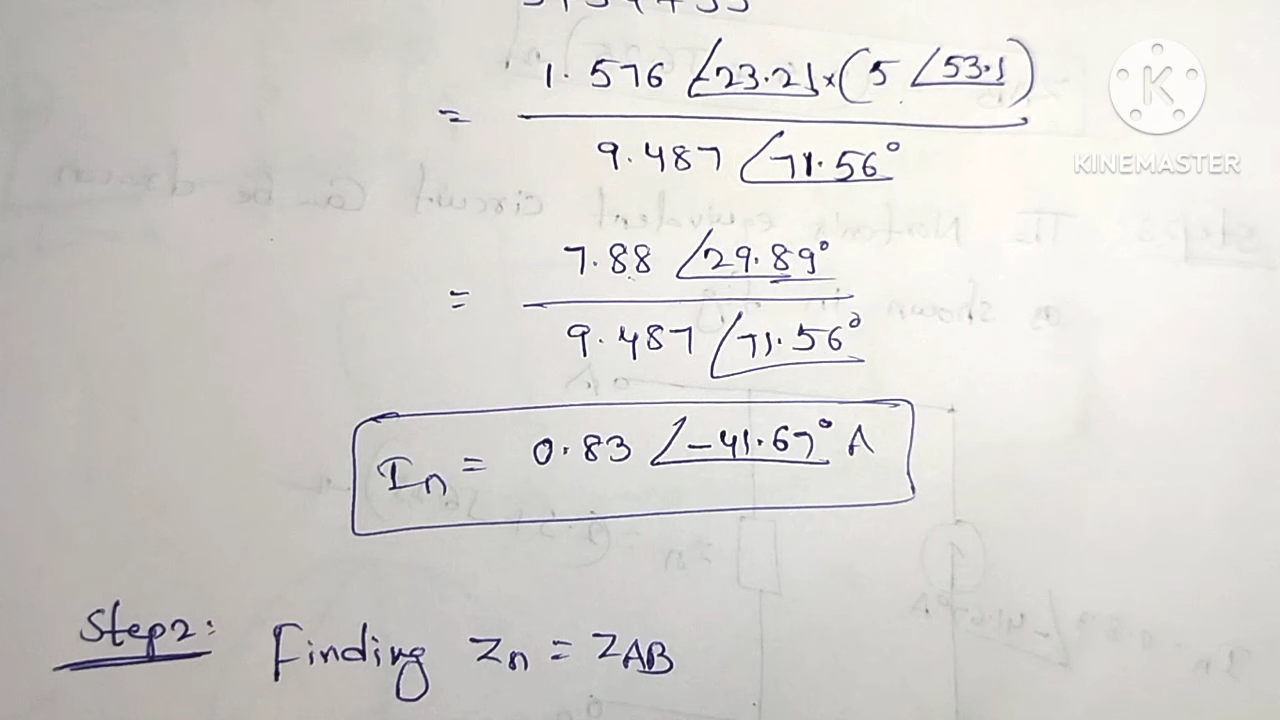 1.576 ∠23.21 × (5 ∠53.1)
=
9.487 ∠71.56°
7.88 ∠29.89°
=
9.487 ∠71.56°
In = 0.83 ∠-41.67° A
Step2: Finding Zn = ZAB
KINEMASTER